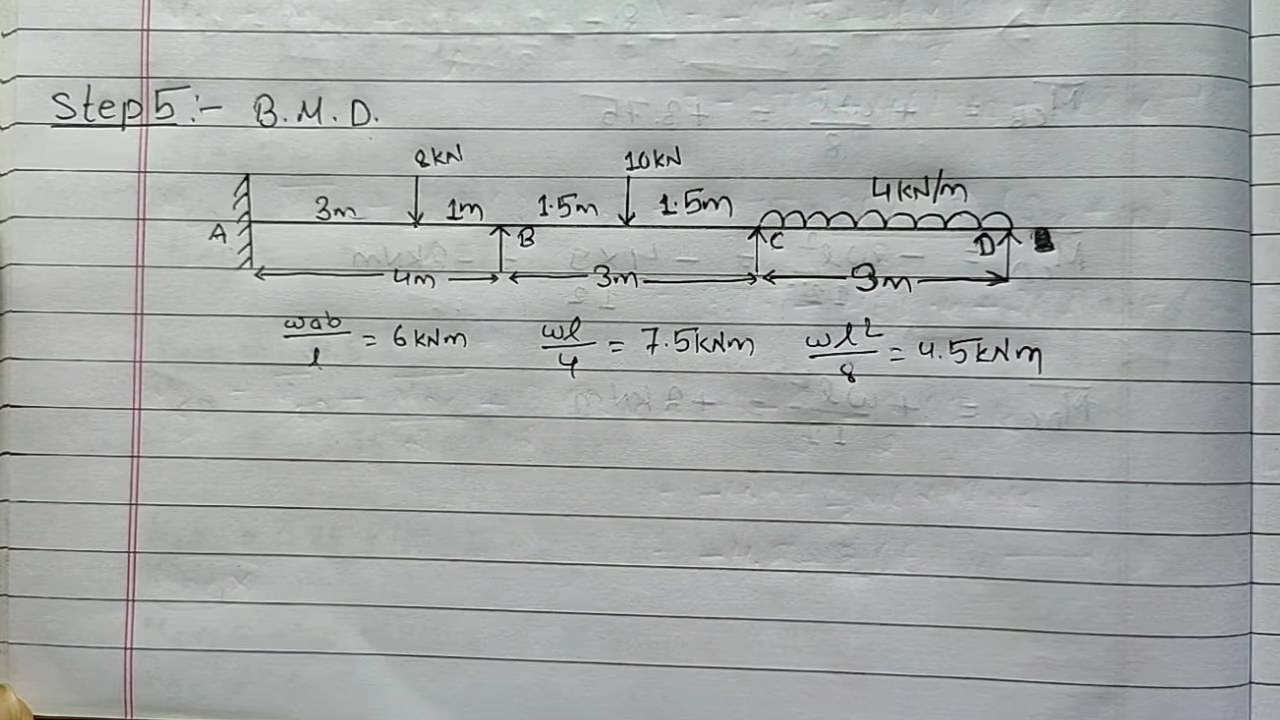 Step 5:- B.M.D.
8kN 10kN
3m 1m 1.5m 1.5m 4kN/m
A B C D
4m 3m 3m
wab/l = 6kNm wl/4 = 7.5kNm wl²/8 = 4.5kNm